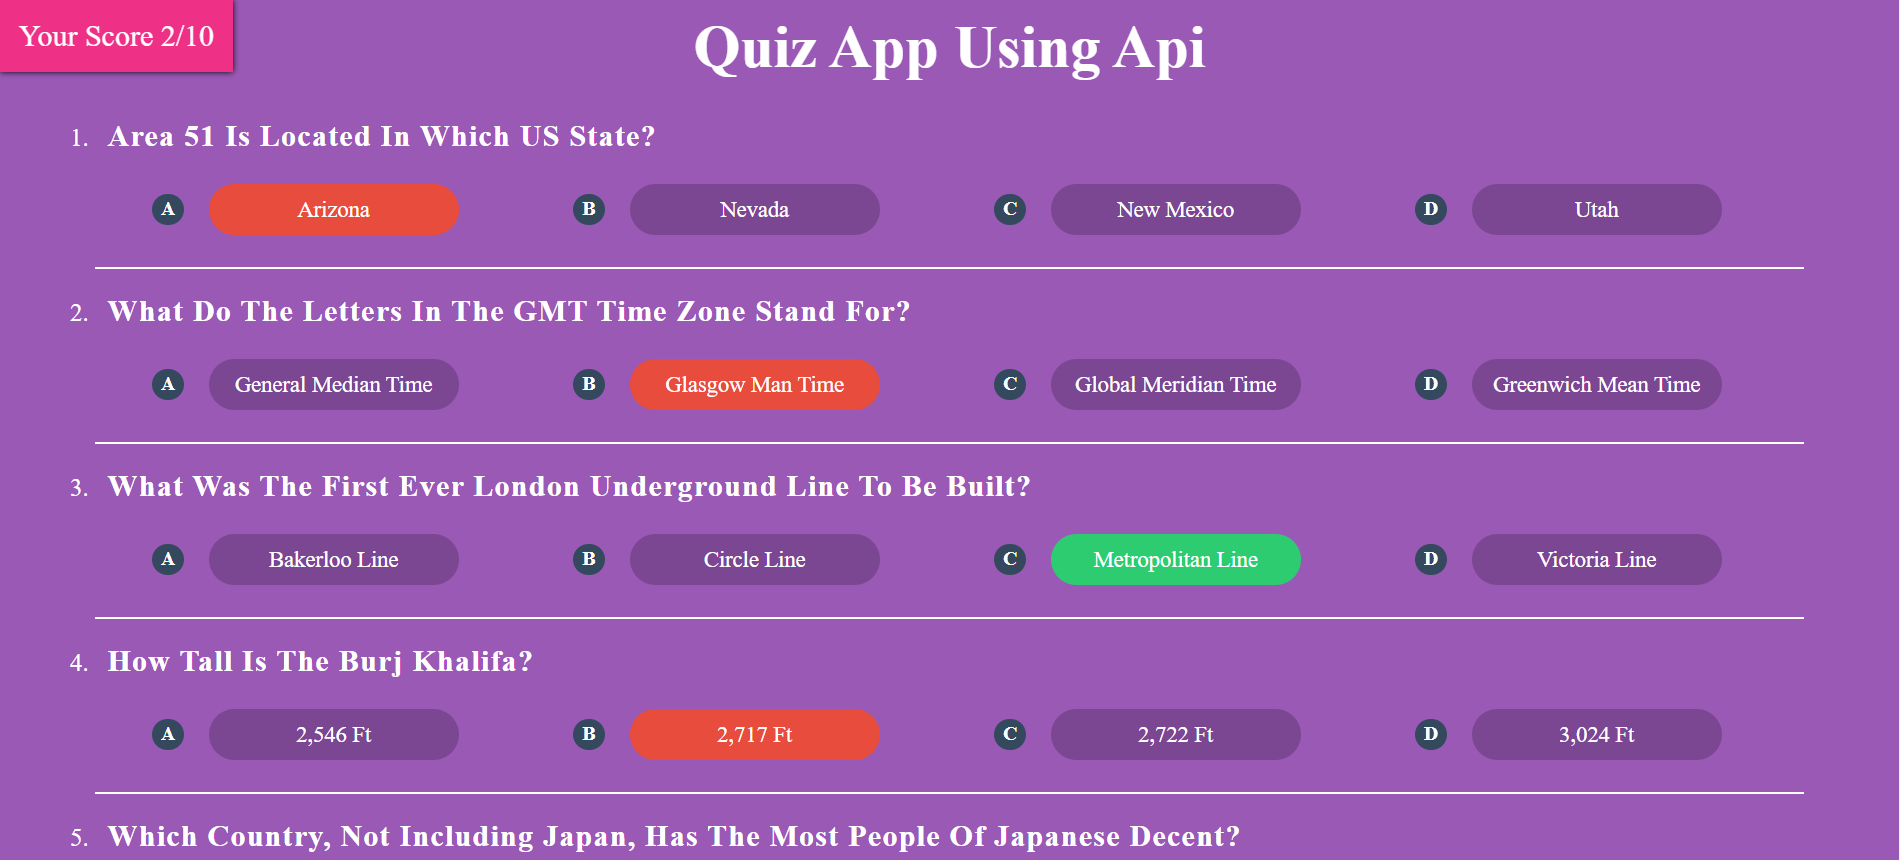 Your Score 2/10
Quiz App Using Api
1. Area 51 Is Located In Which US State?
A Arizona B Nevada C New Mexico D Utah
2. What Do The Letters In The GMT Time Zone Stand For?
A General Median Time B Glasgow Man Time C Global Meridian Time D Greenwich Mean Time
3. What Was The First Ever London Underground Line To Be Built?
A Bakerloo Line B Circle Line C Metropolitan Line D Victoria Line
4. How Tall Is The Burj Khalifa?
A 2,546 Ft B 2,717 Ft C 2,722 Ft D 3,024 Ft
5. Which Country, Not Including Japan, Has The Most People Of Japanese Decent?